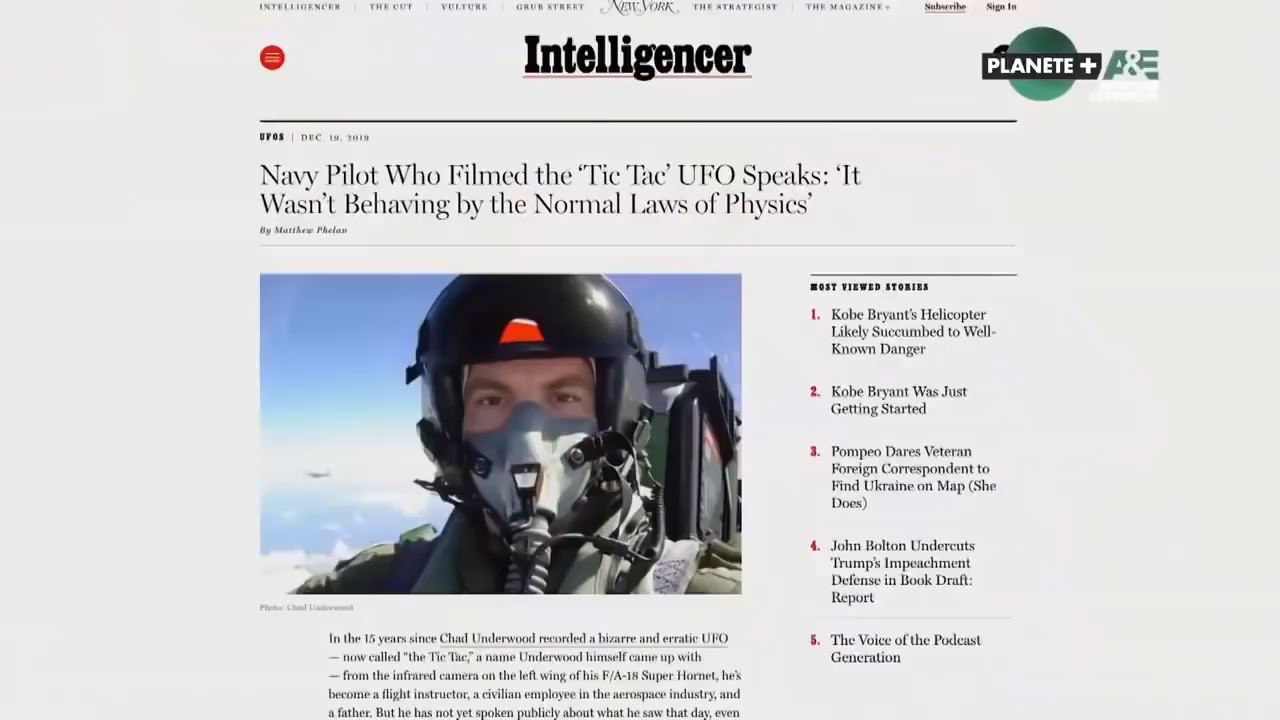 INTELLIGENCER | THE CUT | VULTURE | GRUB STREET NEW YORK THE STRATEGIST | THE MAGAZINE Subscribe Sign In
Intelligencer
PLANETE + A&E
UFOS | DEC. 19, 2019
Navy Pilot Who Filmed the ‘Tic Tac’ UFO Speaks: ‘It
Wasn’t Behaving by the Normal Laws of Physics’
By Matthew Phelan
MOST VIEWED STORIES
1. Kobe Bryant’s Helicopter
Likely Succumbed to Well-
Known Danger
2. Kobe Bryant Was Just
Getting Started
3. Pompeo Dares Veteran
Foreign Correspondent to
Find Ukraine on Map (She
Does)
4. John Bolton Undercuts
Trump’s Impeachment
Defense in Book Draft:
Report
5. The Voice of the Podcast
Generation
Photo: Chad Underwood
In the 15 years since Chad Underwood recorded a bizarre and erratic UFO
— now called “the Tic Tac,” a name Underwood himself came up with
— from the infrared camera on the left wing of his F/A-18 Super Hornet, he’s
become a flight instructor, a civilian employee in the aerospace industry, and
a father. But he has not yet spoken publicly about what he saw that day, even